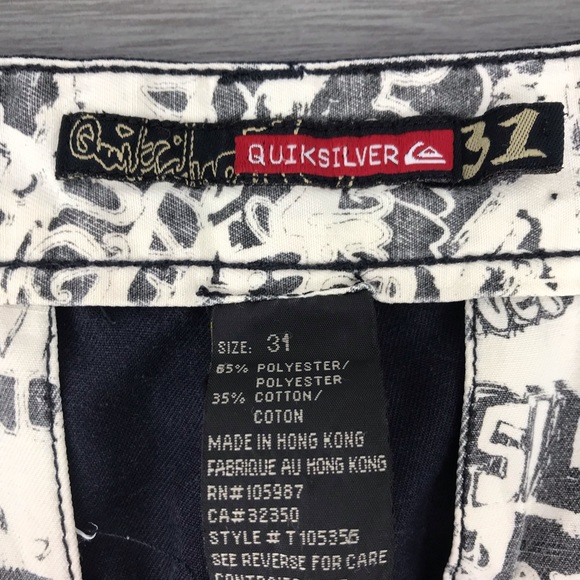 Quiksilver QUIKSILVER 31
SIZE: 31
65% POLYESTER/
POLYESTER
35% COTTON/
COTON
MADE IN HONG KONG
FABRIQUE AU HONG KONG
RN#105987
CA#32350
STYLE # T105356
SEE REVERSE FOR CARE